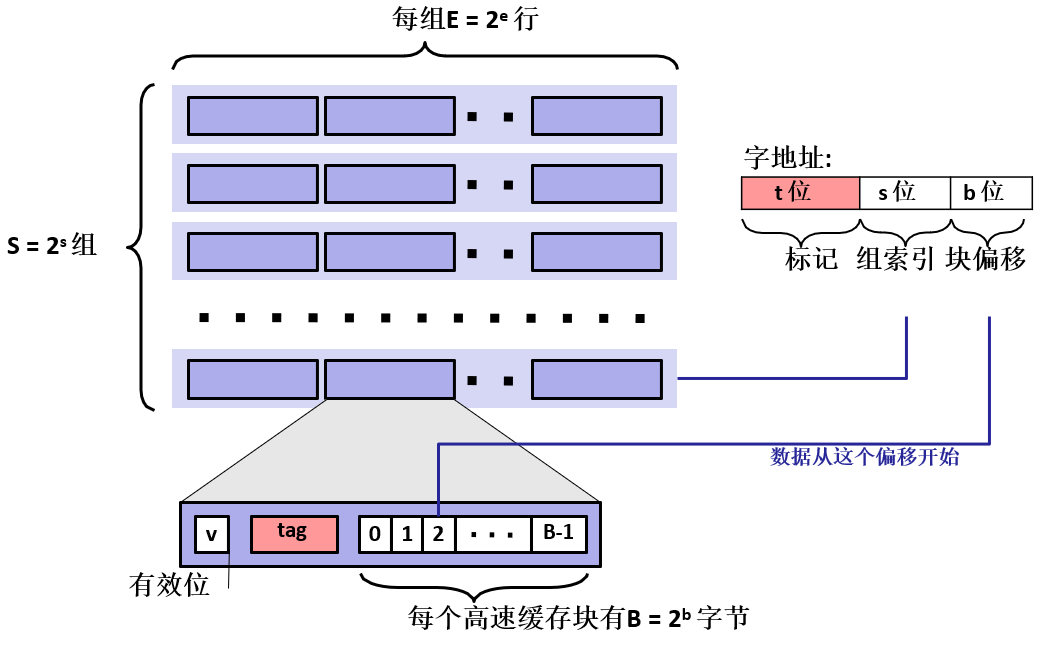 每组E = 2ᵉ 行
字地址:
t 位 s 位 b 位
标记 组索引 块偏移
S = 2ˢ 组
数据从这个偏移开始
v tag 0 1 2 ··· B-1
有效位
每个高速缓存块有B = 2ᵇ 字节